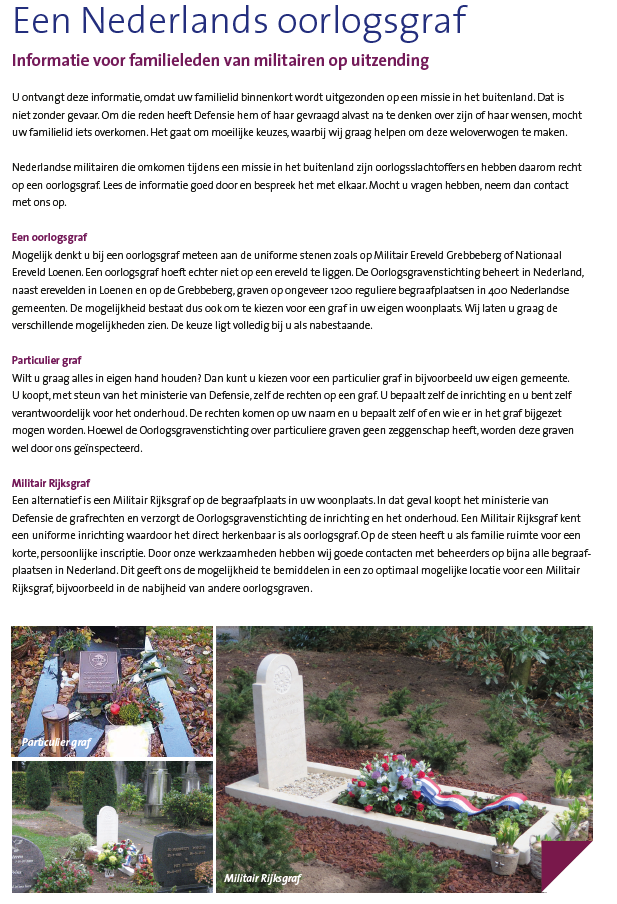 Een Nederlands oorlogsgraf
Informatie voor familieleden van militairen op uitzending
U ontvangt deze informatie, omdat uw familielid binnenkort wordt uitgezonden op een missie in het buitenland. Dat is
niet zonder gevaar. Om die reden heeft Defensie hem of haar gevraagd alvast na te denken over zijn of haar wensen, mocht
uw familielid iets overkomen. Het gaat om moeilijke keuzes, waarbij wij graag helpen om deze weloverwogen te maken.
Nederlandse militairen die omkomen tijdens een missie in het buitenland zijn oorlogsslachtoffers en hebben daarom recht
op een oorlogsgraf. Lees de informatie goed door en bespreek het met elkaar. Mocht u vragen hebben, neem dan contact
met ons op.
Een oorlogsgraf
Mogelijk denkt u bij een oorlogsgraf meteen aan de uniforme stenen zoals op Militair Ereveld Grebbeberg of Nationaal
Ereveld Loenen. Een oorlogsgraf hoeft echter niet op een ereveld te liggen. De Oorlogsgravenstichting beheert in Nederland,
naast erevelden in Loenen en op de Grebbeberg, graven op ongeveer 1200 reguliere begraafplaatsen in 400 Nederlandse
gemeenten. De mogelijkheid bestaat dus ook om te kiezen voor een graf in uw eigen woonplaats. Wij laten u graag de
verschillende mogelijkheden zien. De keuze ligt volledig bij u als nabestaande.
Particulier graf
Wilt u graag alles in eigen hand houden? Dan kunt u kiezen voor een particulier graf in bijvoorbeeld uw eigen gemeente.
U koopt, met steun van het ministerie van Defensie, zelf de rechten op een graf. U bepaalt zelf de inrichting en u bent zelf
verantwoordelijk voor het onderhoud. De rechten komen op uw naam en u bepaalt zelf of en wie er in het graf bijgezet
mogen worden. Hoewel de Oorlogsgravenstichting over particuliere graven geen zeggenschap heeft, worden deze graven
wel door ons geïnspecteerd.
Militair Rijksgraf
Een alternatief is een Militair Rijksgraf op de begraafplaats in uw woonplaats. In dat geval koopt het ministerie van
Defensie de grafrechten en verzorgt de Oorlogsgravenstichting de inrichting en het onderhoud. Een Militair Rijksgraf kent
een uniforme inrichting waardoor het direct herkenbaar is als oorlogsgraf. Op de steen heeft u als familie ruimte voor een
korte, persoonlijke inscriptie. Door onze werkzaamheden hebben wij goede contacten met beheerders op bijna alle begraaf-
plaatsen in Nederland. Dit geeft ons de mogelijkheid te bemiddelen in een zo optimaal mogelijke locatie voor een Militair
Rijksgraf, bijvoorbeeld in de nabijheid van andere oorlogsgraven.
Particulier graf
Militair Rijksgraf